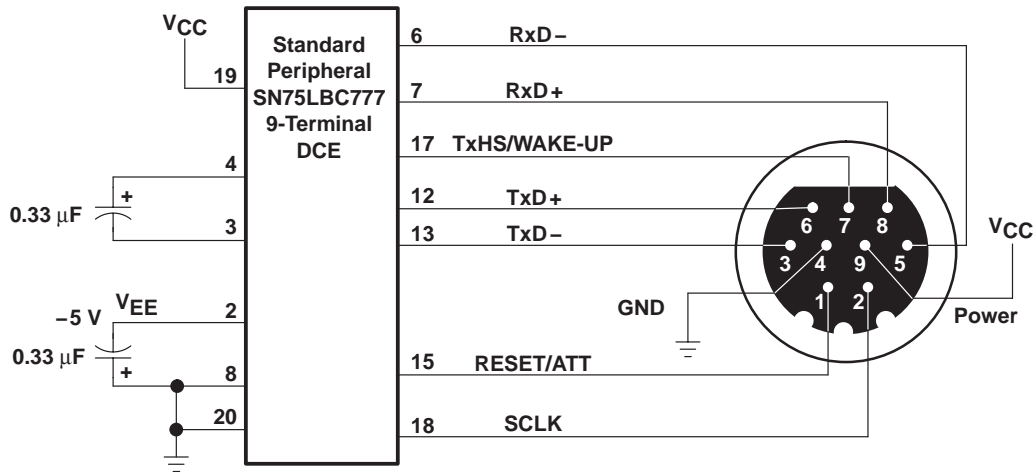 VCC
19
Standard
Peripheral
SN75LBC777
9-Terminal
DCE
4
+
0.33 μF
3
–5 V
VEE
2
0.33 μF
+
8
20
6
RxD–
7
RxD+
17
TxHS/WAKE-UP
12
TxD+
13
TxD–
15
RESET/ATT
18
SCLK
GND
6
7
8
3
4
9
5
1
2
VCC
Power